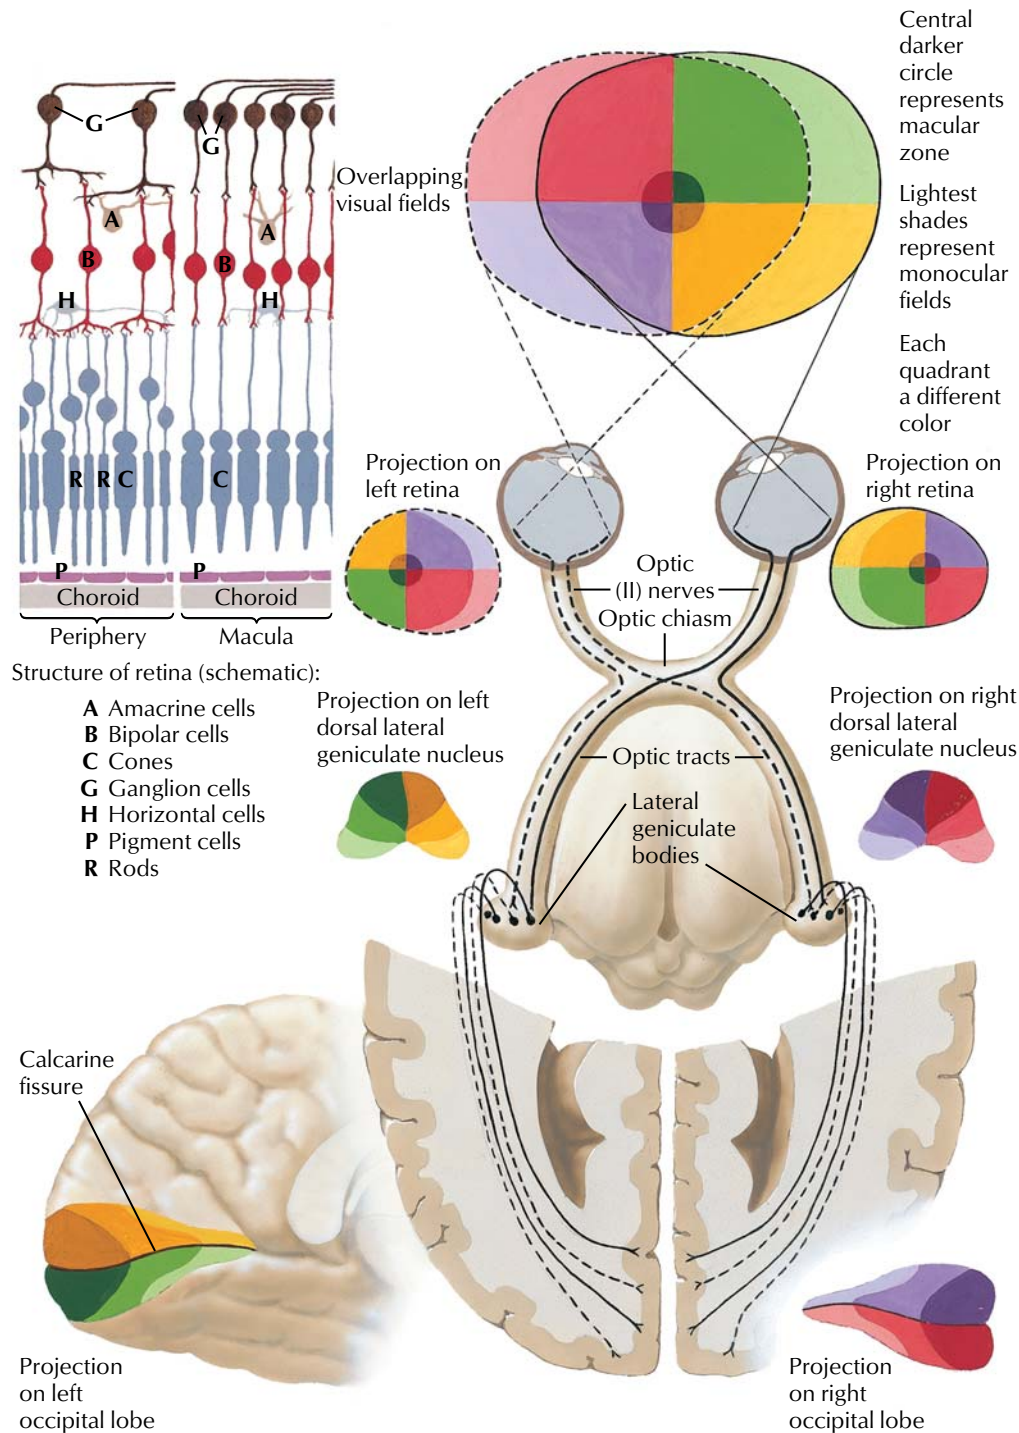 Central
darker
circle
represents
macular
zone
Lightest
shades
represent
monocular
fields
Each
quadrant
a different
color
Overlapping
visual fields
G
G
A
A
B
B
H
H
R
R
C
C
P
P
Choroid
Choroid
Periphery
Macula
Structure of retina (schematic):
A Amacrine cells
B Bipolar cells
C Cones
G Ganglion cells
H Horizontal cells
P Pigment cells
R Rods
Projection on
left retina
Projection on
right retina
Optic
(II) nerves
Optic chiasm
Projection on left
dorsal lateral
geniculate nucleus
Projection on right
dorsal lateral
geniculate nucleus
Optic tracts
Lateral
geniculate
bodies
Calcarine
fissure
Projection
on left
occipital lobe
Projection
on right
occipital lobe